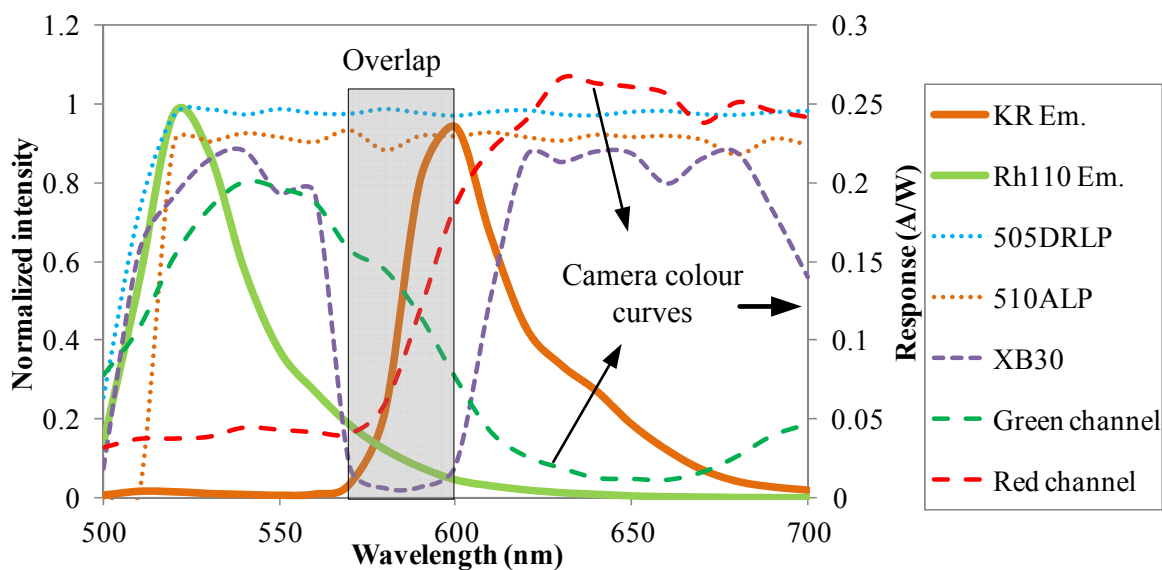 1.2
1
0.8
0.6
0.4
0.2
0
Normalized intensity
0.3
0.25
0.2
0.15
0.1
0.05
0
Response (A/W)
500
550
600
650
700
Wavelength (nm)
Overlap
Camera colour
curves
KR Em.
Rh110 Em.
505DRLP
510ALP
XB30
Green channel
Red channel